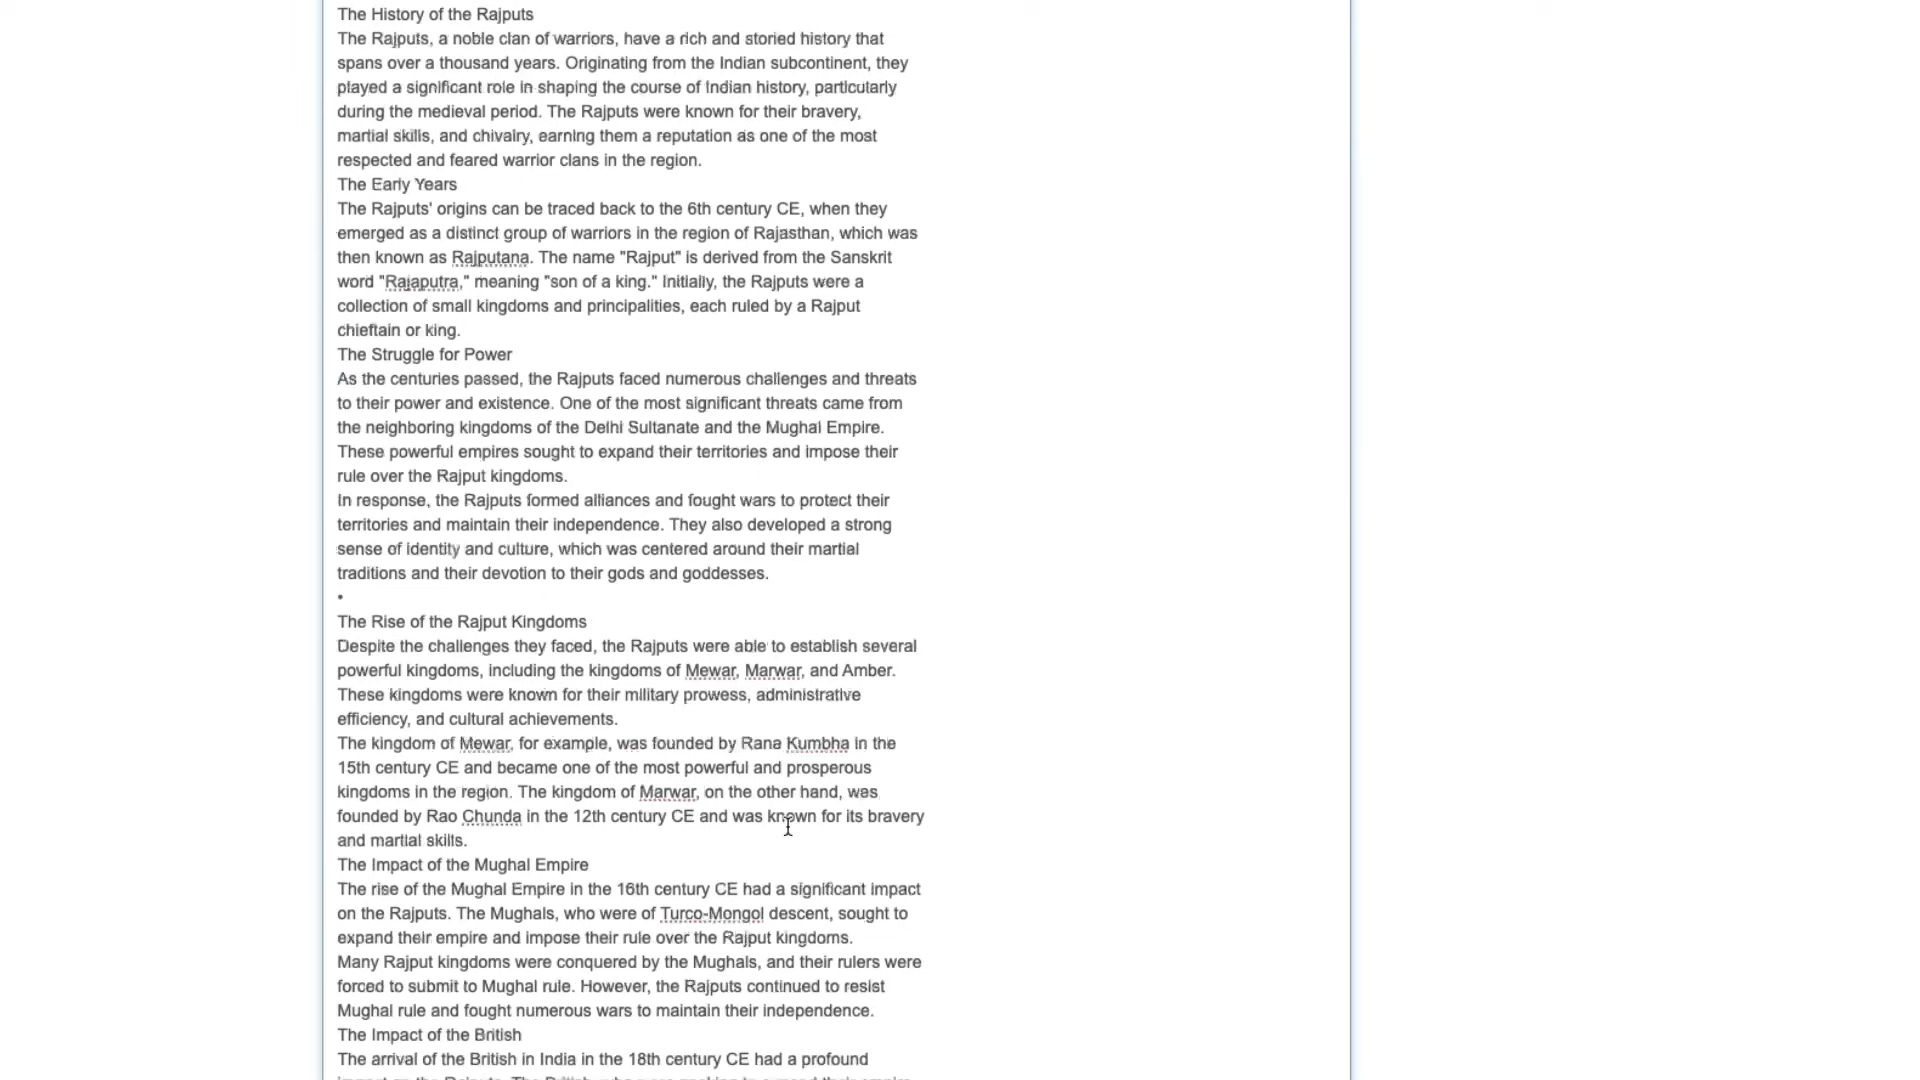 The History of the Rajputs
The Rajputs, a noble clan of warriors, have a rich and storied history that
spans over a thousand years. Originating from the Indian subcontinent, they
played a significant role in shaping the course of Indian history, particularly
during the medieval period. The Rajputs were known for their bravery,
martial skills, and chivalry, earning them a reputation as one of the most
respected and feared warrior clans in the region.
The Early Years
The Rajputs' origins can be traced back to the 6th century CE, when they
emerged as a distinct group of warriors in the region of Rajasthan, which was
then known as Rajputana. The name "Rajput" is derived from the Sanskrit
word "Rajaputra," meaning "son of a king." Initially, the Rajputs were a
collection of small kingdoms and principalities, each ruled by a Rajput
chieftain or king.
The Struggle for Power
As the centuries passed, the Rajputs faced numerous challenges and threats
to their power and existence. One of the most significant threats came from
the neighboring kingdoms of the Delhi Sultanate and the Mughal Empire.
These powerful empires sought to expand their territories and impose their
rule over the Rajput kingdoms.
In response, the Rajputs formed alliances and fought wars to protect their
territories and maintain their independence. They also developed a strong
sense of identity and culture, which was centered around their martial
traditions and their devotion to their gods and goddesses.
•
The Rise of the Rajput Kingdoms
Despite the challenges they faced, the Rajputs were able to establish several
powerful kingdoms, including the kingdoms of Mewar, Marwar, and Amber.
These kingdoms were known for their military prowess, administrative
efficiency, and cultural achievements.
The kingdom of Mewar, for example, was founded by Rana Kumbha in the
15th century CE and became one of the most powerful and prosperous
kingdoms in the region. The kingdom of Marwar, on the other hand, was
founded by Rao Chunda in the 12th century CE and was known for its bravery
and martial skills.
The Impact of the Mughal Empire
The rise of the Mughal Empire in the 16th century CE had a significant impact
on the Rajputs. The Mughals, who were of Turco-Mongol descent, sought to
expand their empire and impose their rule over the Rajput kingdoms.
Many Rajput kingdoms were conquered by the Mughals, and their rulers were
forced to submit to Mughal rule. However, the Rajputs continued to resist
Mughal rule and fought numerous wars to maintain their independence.
The Impact of the British
The arrival of the British in India in the 18th century CE had a profound